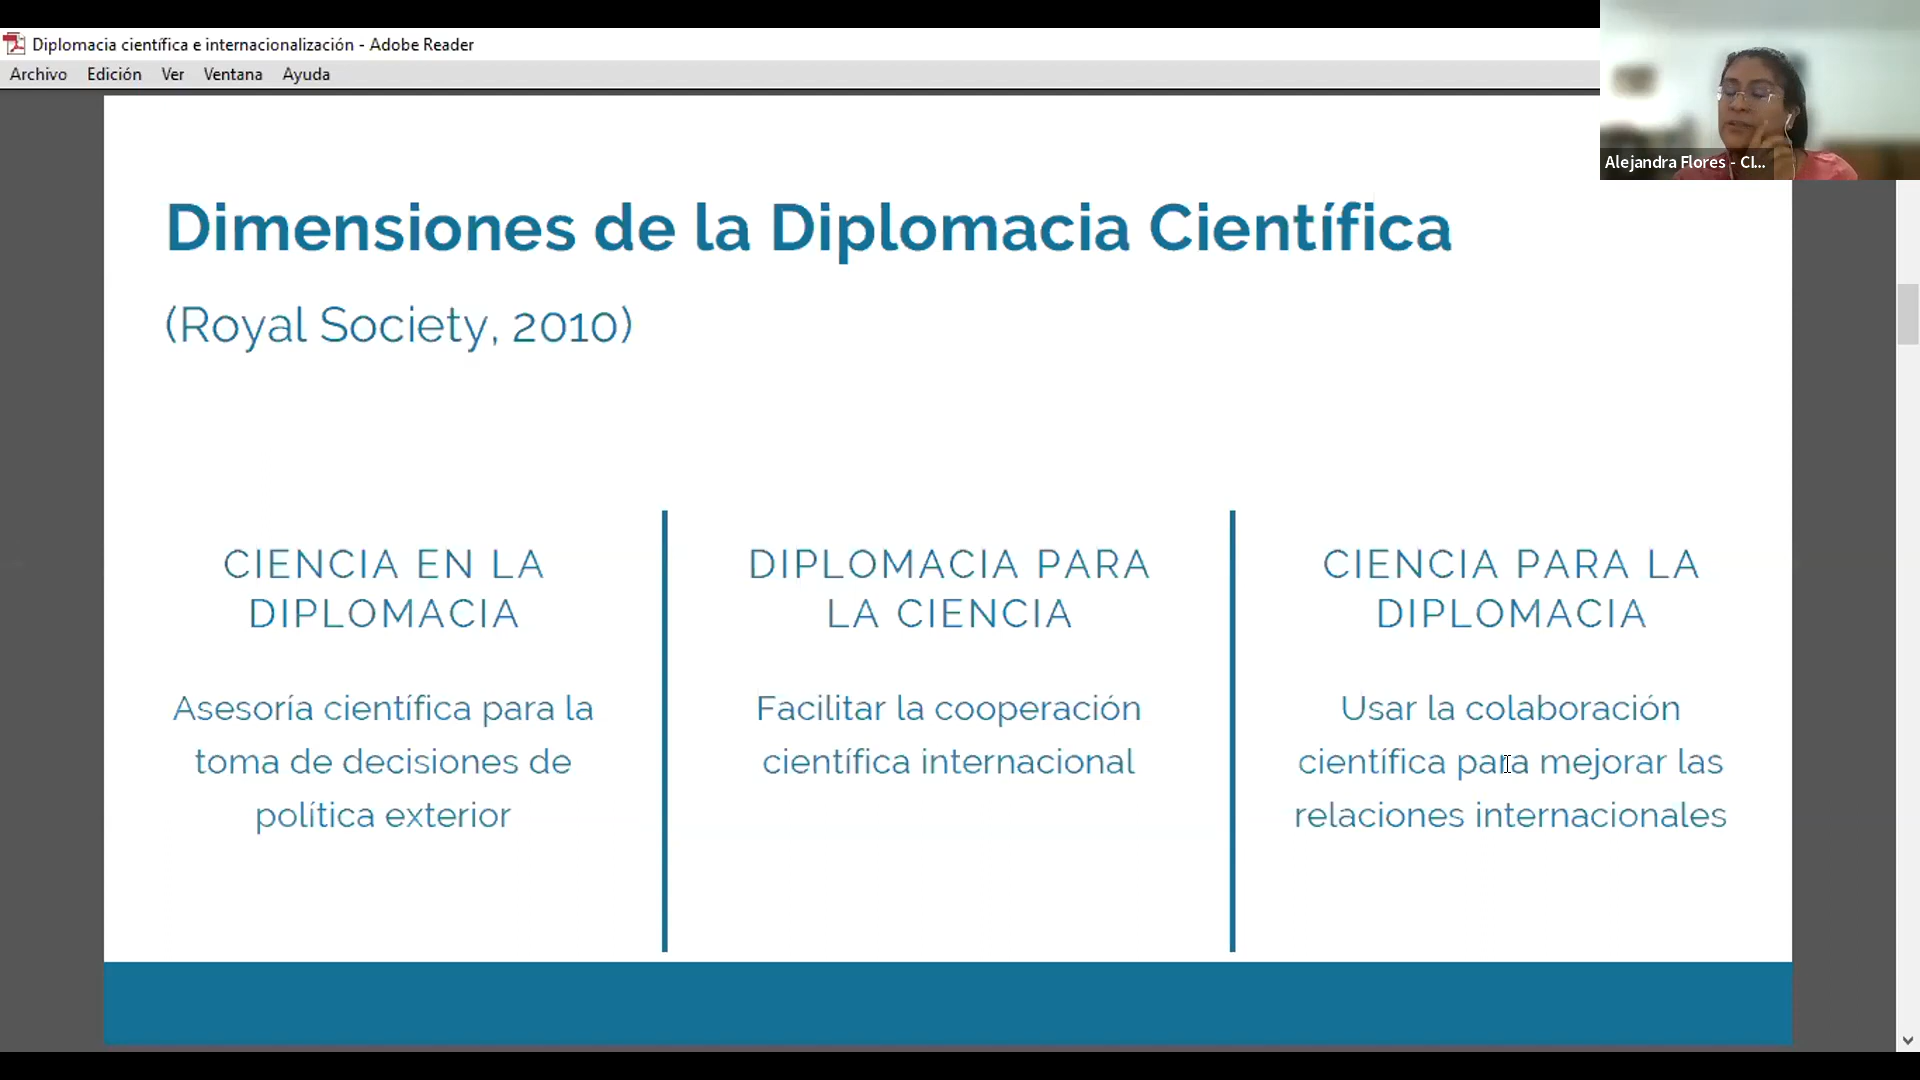 Diplomacia científica e internacionalización - Adobe Reader
Archivo Edición Ver Ventana Ayuda
Alejandra Flores - CI...
Dimensiones de la Diplomacia Científica
(Royal Society, 2010)
CIENCIA EN LA
DIPLOMACIA
Asesoría científica para la
toma de decisiones de
política exterior
DIPLOMACIA PARA
LA CIENCIA
Facilitar la cooperación
científica internacional
CIENCIA PARA LA
DIPLOMACIA
Usar la colaboración
científica para mejorar las
relaciones internacionales